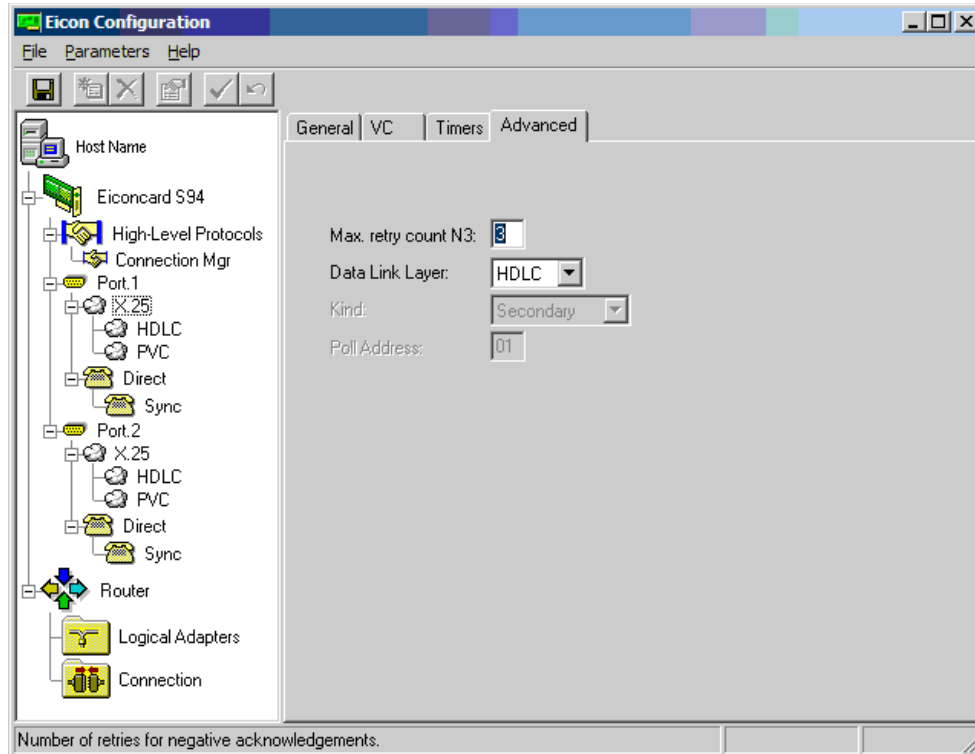 Eicon Configuration
File Parameters Help
Host Name
Eiconcard S94
High-Level Protocols
Connection Mgr
Port.1
X.25
HDLC
PVC
Direct
Sync
Port.2
X.25
HDLC
PVC
Direct
Sync
Router
Logical Adapters
Connection
General VC Timers Advanced
Max. retry count N3: 3
Data Link Layer: HDLC
Kind: Secondary
Poll Address: 01
Number of retries for negative acknowledgements.